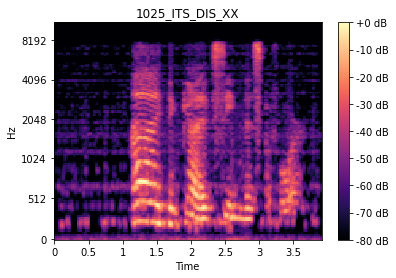 1025_ITS_DIS_XX
Hz
8192
4096
2048
1024
512
0
0 0.5 1 1.5 2 2.5 3 3.5
Time
+0 dB
-10 dB
-20 dB
-30 dB
-40 dB
-50 dB
-60 dB
-70 dB
-80 dB